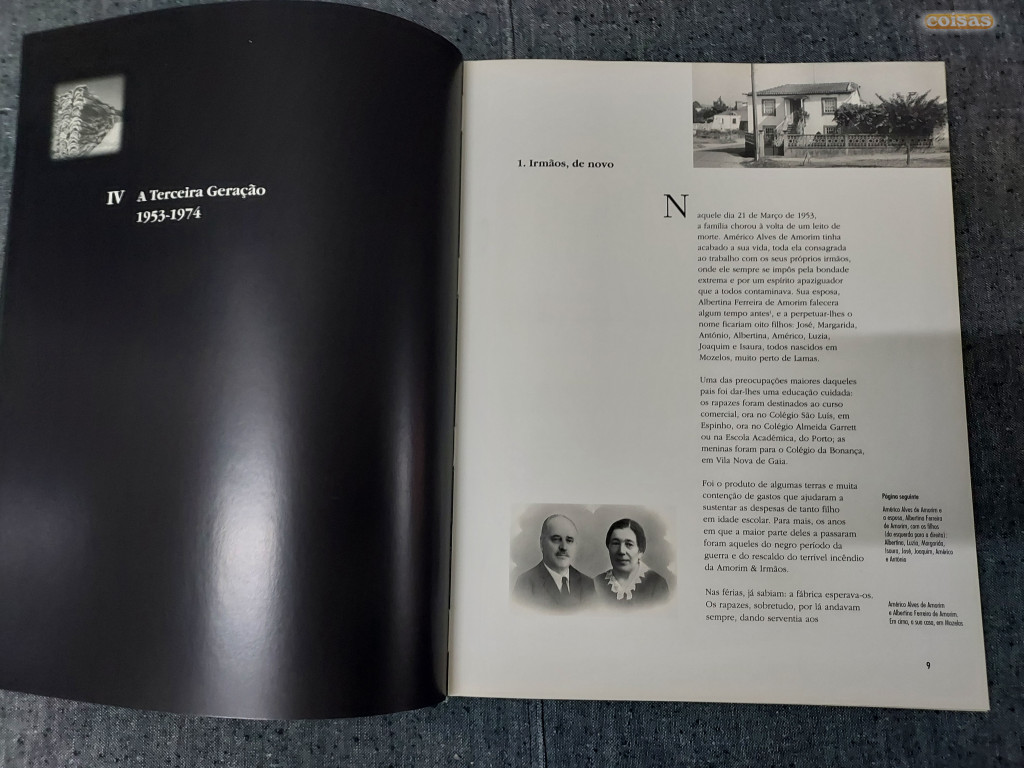 coisas
IV A Terceira Geração
1953-1974
1. Irmãos, de novo
Naquele dia 21 de Março de 1953,
a família chorou à volta de um leito de
morte. Américo Alves de Amorim tinha
acabado a sua vida, toda ela consagrada
ao trabalho com os seus próprios irmãos,
onde ele sempre se impôs pela bondade
extrema e por um espírito apaziguador
que a todos contaminava. Sua esposa,
Albertina Ferreira de Amorim falecera
algum tempo antes¹, e a perpetuar-lhes o
nome ficariam oito filhos: José, Margarida,
António, Albertina, Américo, Luzia,
Joaquim e Isaura, todos nascidos em
Mozelos, muito perto de Lamas.
Uma das preocupações maiores daqueles
pais foi dar-lhes uma educação cuidada:
os rapazes foram destinados ao curso
comercial, ora no Colégio São Luís, em
Espinho, ora no Colégio Almeida Garrett
ou na Escola Académica, do Porto; as
meninas foram para o Colégio da Bonança,
em Vila Nova de Gaia.
Foi o produto de algumas terras e muita
contenção de gastos que ajudaram a
sustentar as despesas de tanto filho
em idade escolar. Para mais, os anos
em que a maior parte deles a passaram
foram aqueles do negro período da
guerra e do rescaldo do terrível incêndio
da Amorim & Irmãos.
Nas férias, já sabiam: a fábrica esperava-os.
Os rapazes, sobretudo, por lá andavam
sempre, dando serventia aos
Página seguinte
Américo Alves de Amorim e
a esposa, Albertina Ferreira
de Amorim, com os filhos
(da esquerda para a direita):
Albertina, Luzia, Margarida,
Isaura, José, Joaquim, Américo
e António
Américo Alves de Amorim
e Albertina Ferreira de Amorim.
Em cima, a sua casa, em Mozelos
9